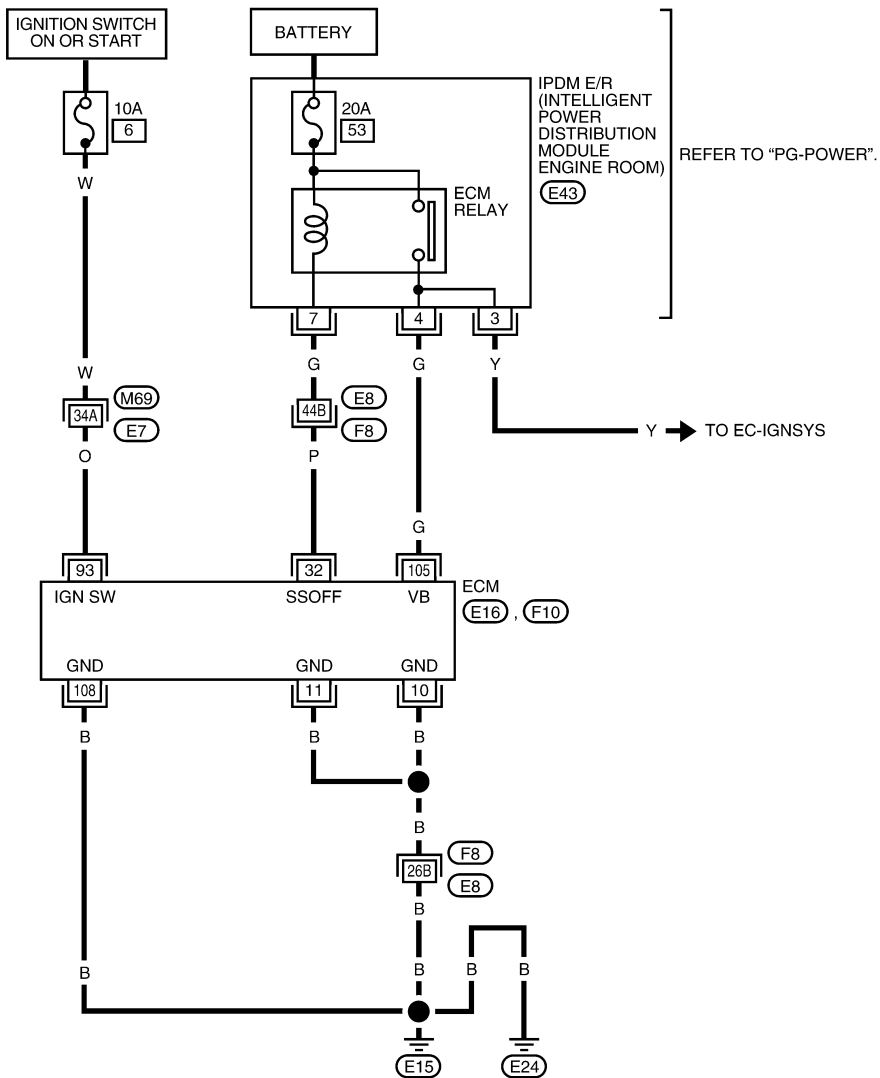 IGNITION SWITCH
ON OR START
BATTERY
10A
6
20A
53
IPDM E/R
(INTELLIGENT
POWER
DISTRIBUTION
MODULE
ENGINE ROOM)
E43
REFER TO “PG-POWER”.
ECM
RELAY
W
7
4
3
G
G
Y
W
34A
M69
E7
44B
E8
F8
Y
TO EC-IGNSYS
O
P
G
93
32
105
IGN SW
SSOFF
VB
ECM
E16 , F10
GND
GND
GND
108
11
10
B
B
B
B
26B
F8
E8
B
B
B
B
B
E15
E24